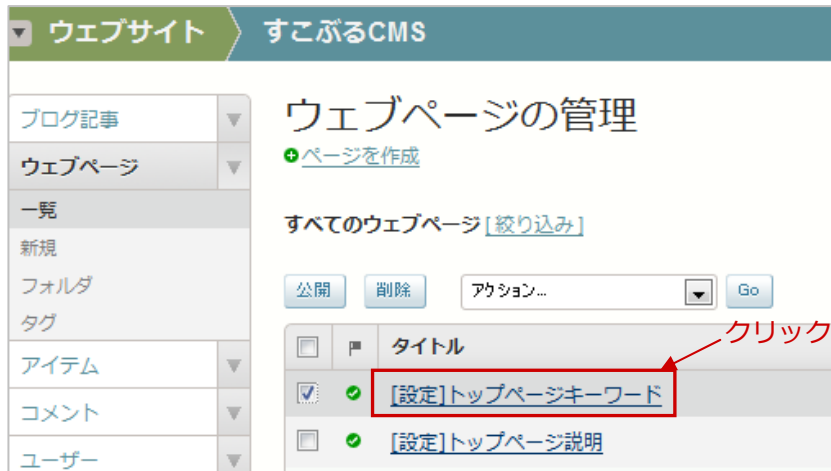 ウェブサイト すこぶるCMS
ブログ記事
ウェブページ
一覧
新規
フォルダ
タグ
アイテム
コメント
ユーザー
ウェブページの管理
ページを作成
すべてのウェブページ [絞り込み]
公開 削除 アクション... Go
タイトル
クリック
[設定]トップページキーワード
[設定]トップページ説明